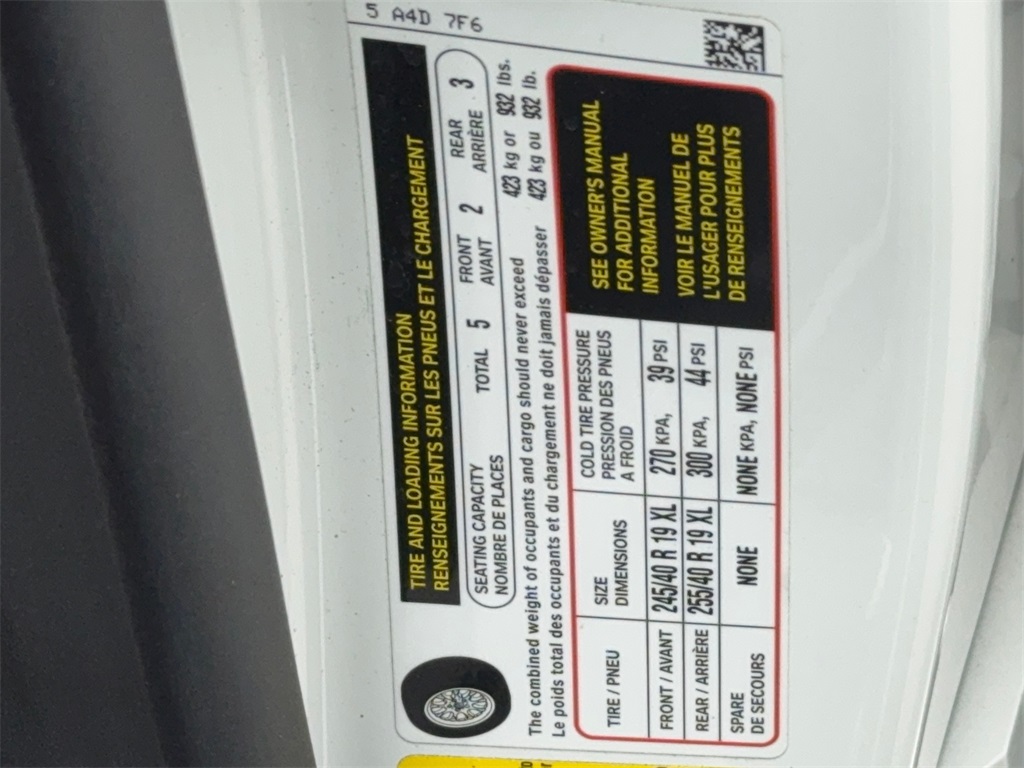 5 A4D 7F6
TIRE AND LOADING INFORMATION
RENSEIGNEMENTS SUR LES PNEUS ET LE CHARGEMENT
SEATING CAPACITY
NOMBRE DE PLACES
TOTAL 5
FRONT
AVANT
2
REAR
ARRIÈRE
3
The combined weight of occupants and cargo should never exceed 423 kg or 932 lbs.
Le poids total des occupants et du chargement ne doit jamais dépasser 423 kg ou 932 lb.
TIRE / PNEU
SIZE
DIMENSIONS
COLD TIRE PRESSURE
PRESSION DES PNEUS
A FROID
FRONT / AVANT 245/40 R 19 XL 270 KPA, 39 PSI
REAR / ARRIÈRE 255/40 R 19 XL 300 KPA, 44 PSI
SPARE
DE SECOURS
NONE NONE KPA, NONE PSI
SEE OWNER'S MANUAL
FOR ADDITIONAL
INFORMATION
VOIR LE MANUEL DE
L'USAGER POUR PLUS
DE RENSEIGNEMENTS